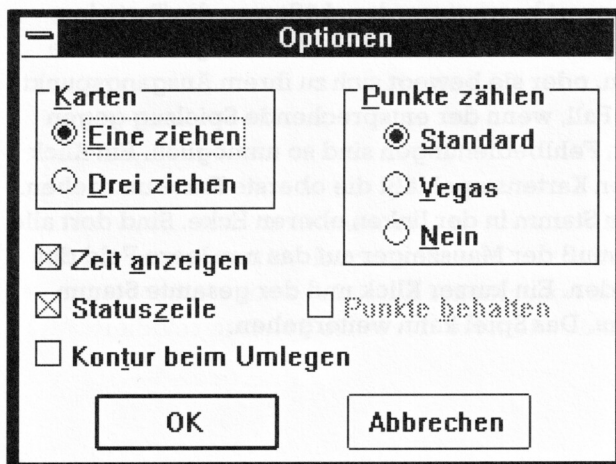 Optionen
Karten
Eine ziehen
Drei ziehen
Punkte zählen
Standard
Vegas
Nein
Zeit anzeigen
Statuszeile
Punkte behalten
Kontur beim Umlegen
OK
Abbrechen